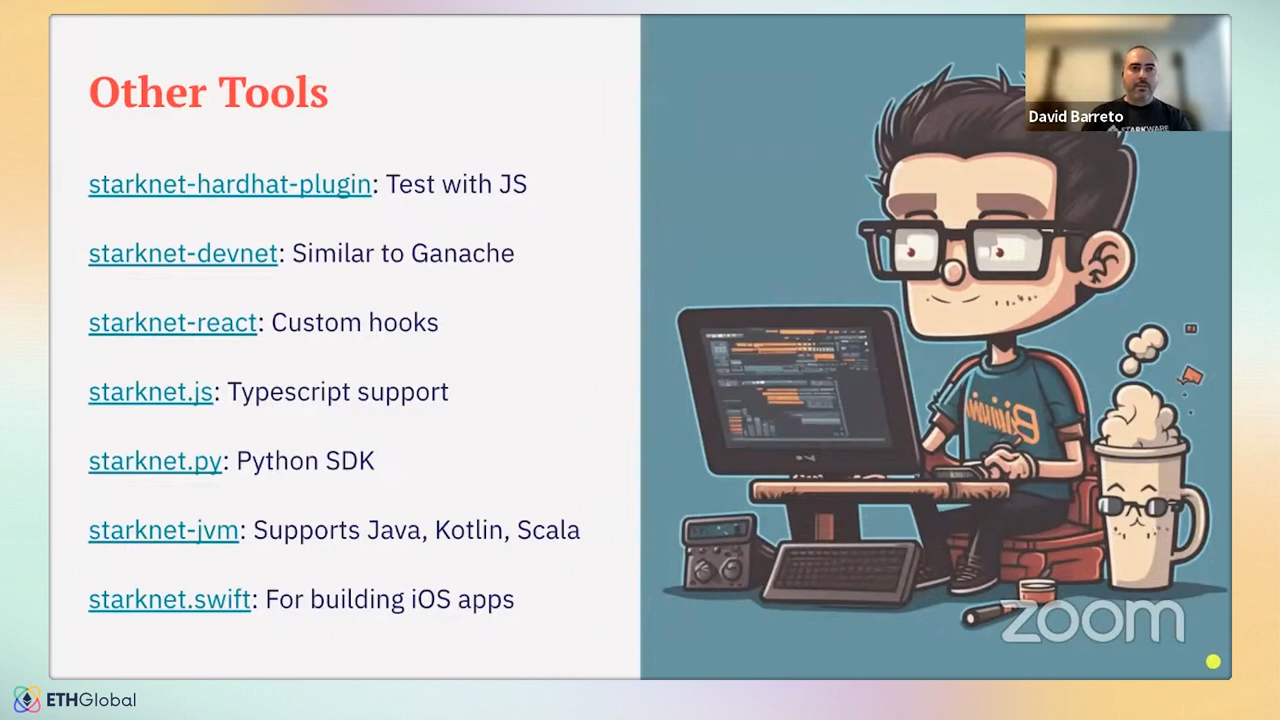 Other Tools
starknet-hardhat-plugin: Test with JS
starknet-devnet: Similar to Ganache
starknet-react: Custom hooks
starknet.js: Typescript support
starknet.py: Python SDK
starknet-jvm: Supports Java, Kotlin, Scala
starknet.swift: For building iOS apps
David Barreto
STARKWARE
zoom
ETHGlobal